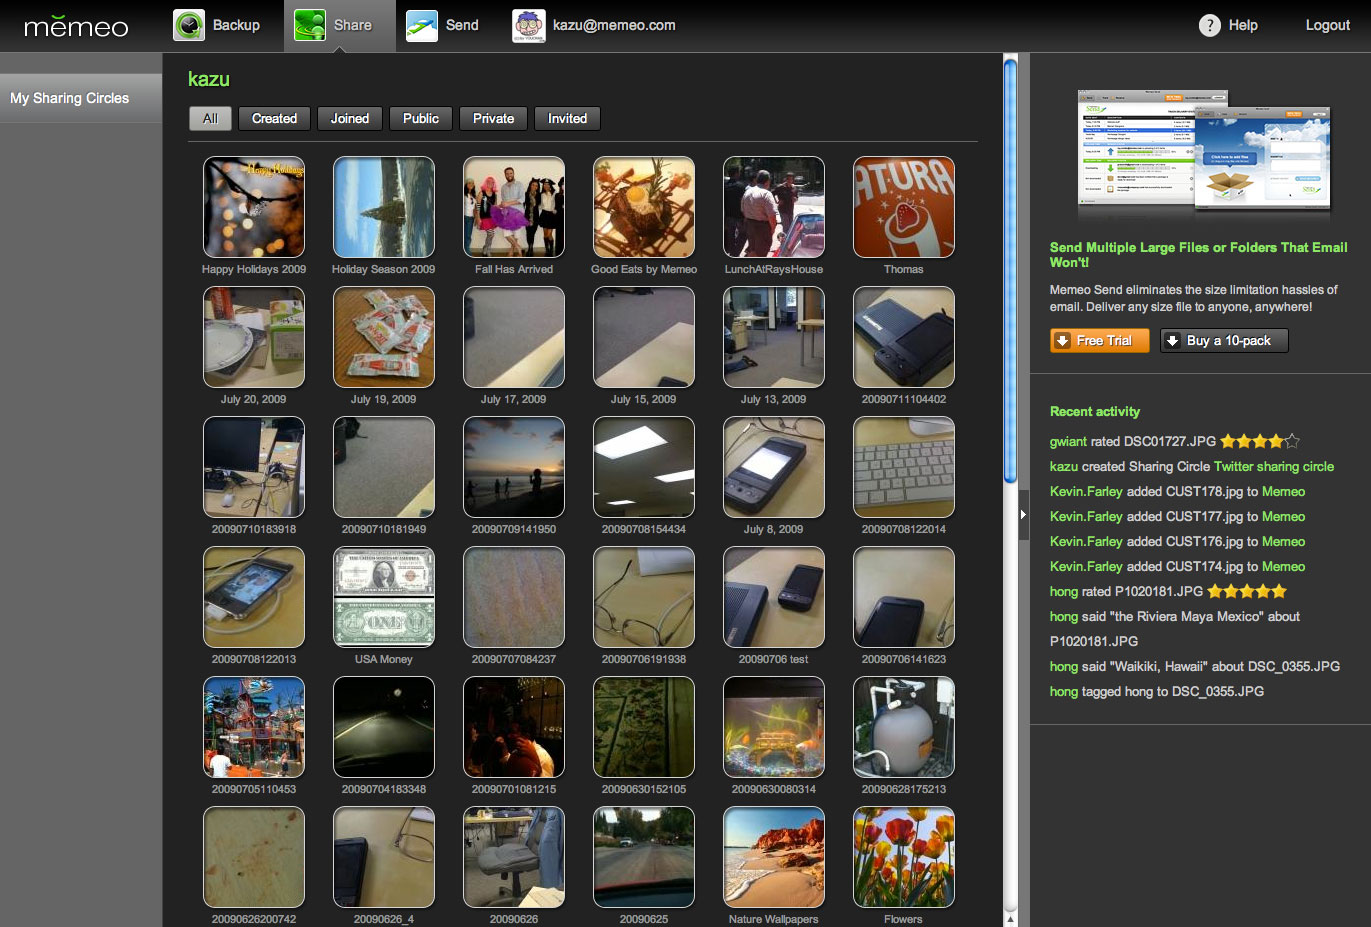 memeo
Backup
Share
Send
kazu@memeo.com
? Help
Logout
My Sharing Circles
kazu
All
Created
Joined
Public
Private
Invited
Happy Holidays
Happy Holidays 2009
Holiday Season 2009
Fall Has Arrived
Good Eats by Memeo
LunchAtRaysHouse
ATURA
Thomas
July 20, 2009
July 19, 2009
July 17, 2009
July 15, 2009
July 13, 2009
20090711104402
20090710183918
20090710181949
20090709141950
20090708154434
July 8, 2009
20090708122014
20090708122013
ONE
USA Money
20090707084237
20090706191938
20090706 test
20090706141623
20090705110453
20090704183348
20090701081215
20090630152105
20090630080314
20090628175213
20090626200742
20090626_4
20090626
20090625
Nature Wallpapers
Flowers
Click here to add files
Send Multiple Large Files or Folders That Email
Won't!
Memeo Send eliminates the size limitation hassles of
email. Deliver any size file to anyone, anywhere!
Free Trial
Buy a 10-pack
Recent activity
gwiant rated DSC01727.JPG
kazu created Sharing Circle Twitter sharing circle
Kevin.Farley added CUST178.jpg to Memeo
Kevin.Farley added CUST177.jpg to Memeo
Kevin.Farley added CUST176.jpg to Memeo
Kevin.Farley added CUST174.jpg to Memeo
hong rated P1020181.JPG
hong said "the Riviera Maya Mexico" about
P1020181.JPG
hong said "Waikiki, Hawaii" about DSC_0355.JPG
hong tagged hong to DSC_0355.JPG